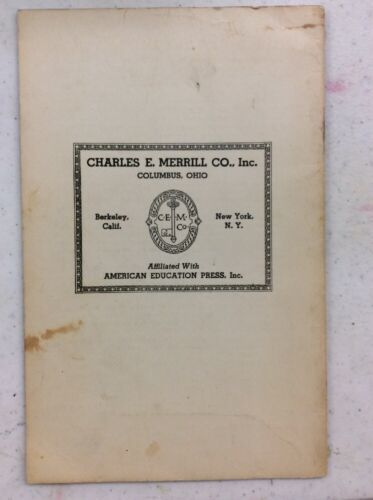 CHARLES E. MERRILL CO., Inc.
COLUMBUS, OHIO
Berkeley,
Calif.
C·E·M·
Co
New York,
N. Y.
Affiliated With
AMERICAN EDUCATION PRESS, Inc.